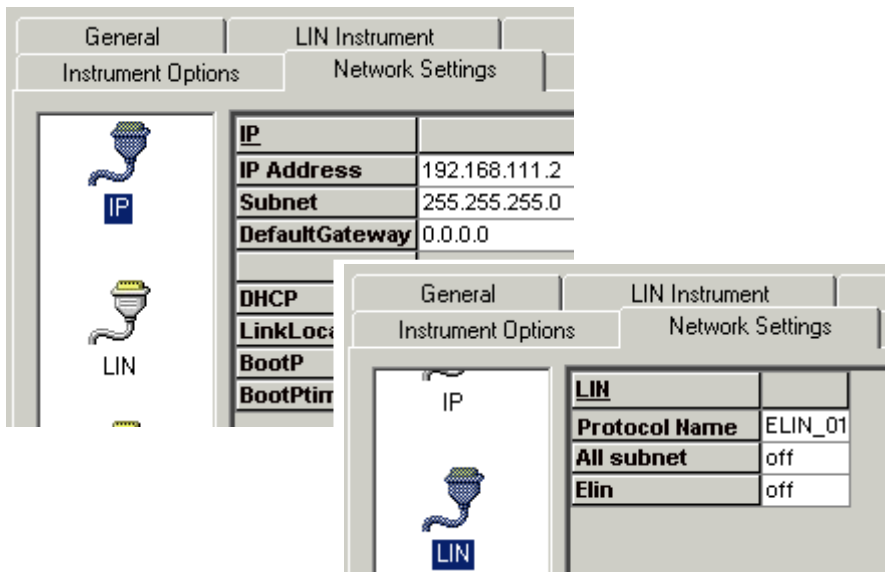 General LIN Instrument
Instrument Options Network Settings
IP
LIN
IP
IP Address 192.168.111.2
Subnet 255.255.255.0
DefaultGateway 0.0.0.0
DHCP
LinkLoca
BootP
BootPtim
General LIN Instrument
Instrument Options Network Settings
IP
LIN
LIN
Protocol Name ELIN_01
All subnet off
Elin off